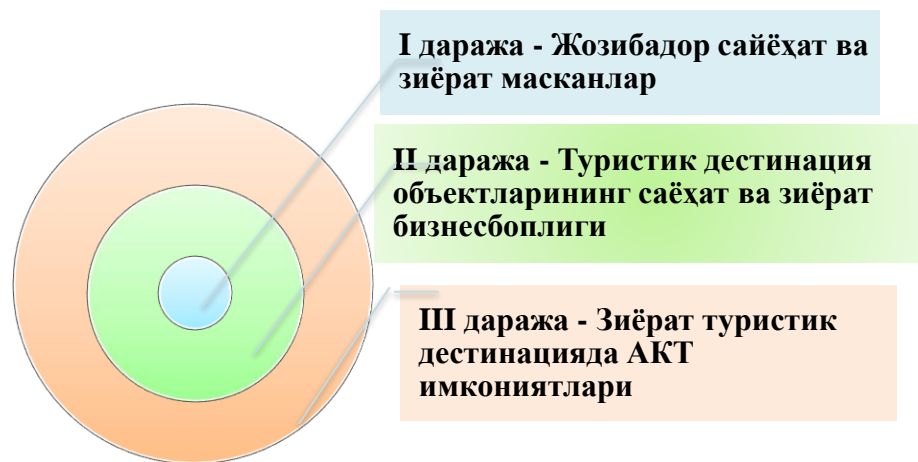 I даража - Жозибадор сайёҳат ва
зиёрат масканлар
II даража - Туристик дестинация
объектларининг саёҳат ва зиёрат
бизнесбоплиги
III даража - Зиёрат туристик
дестинацияда АКТ
имкониятлари